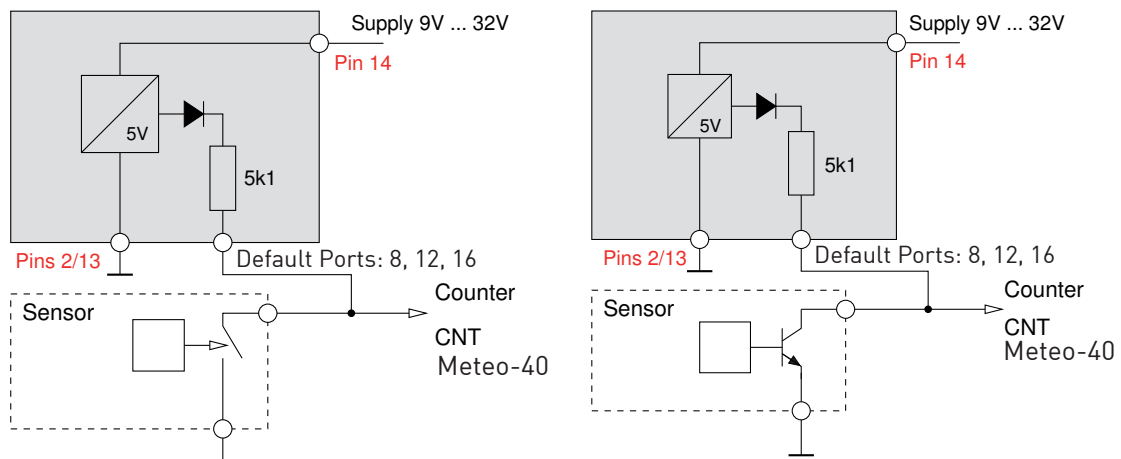 Supply 9V ... 32V
Pin 14
5V
5k1
Pins 2/13
Default Ports: 8, 12, 16
Sensor
Counter
CNT
Meteo-40
Supply 9V ... 32V
Pin 14
5V
5k1
Pins 2/13
Default Ports: 8, 12, 16
Sensor
Counter
CNT
Meteo-40